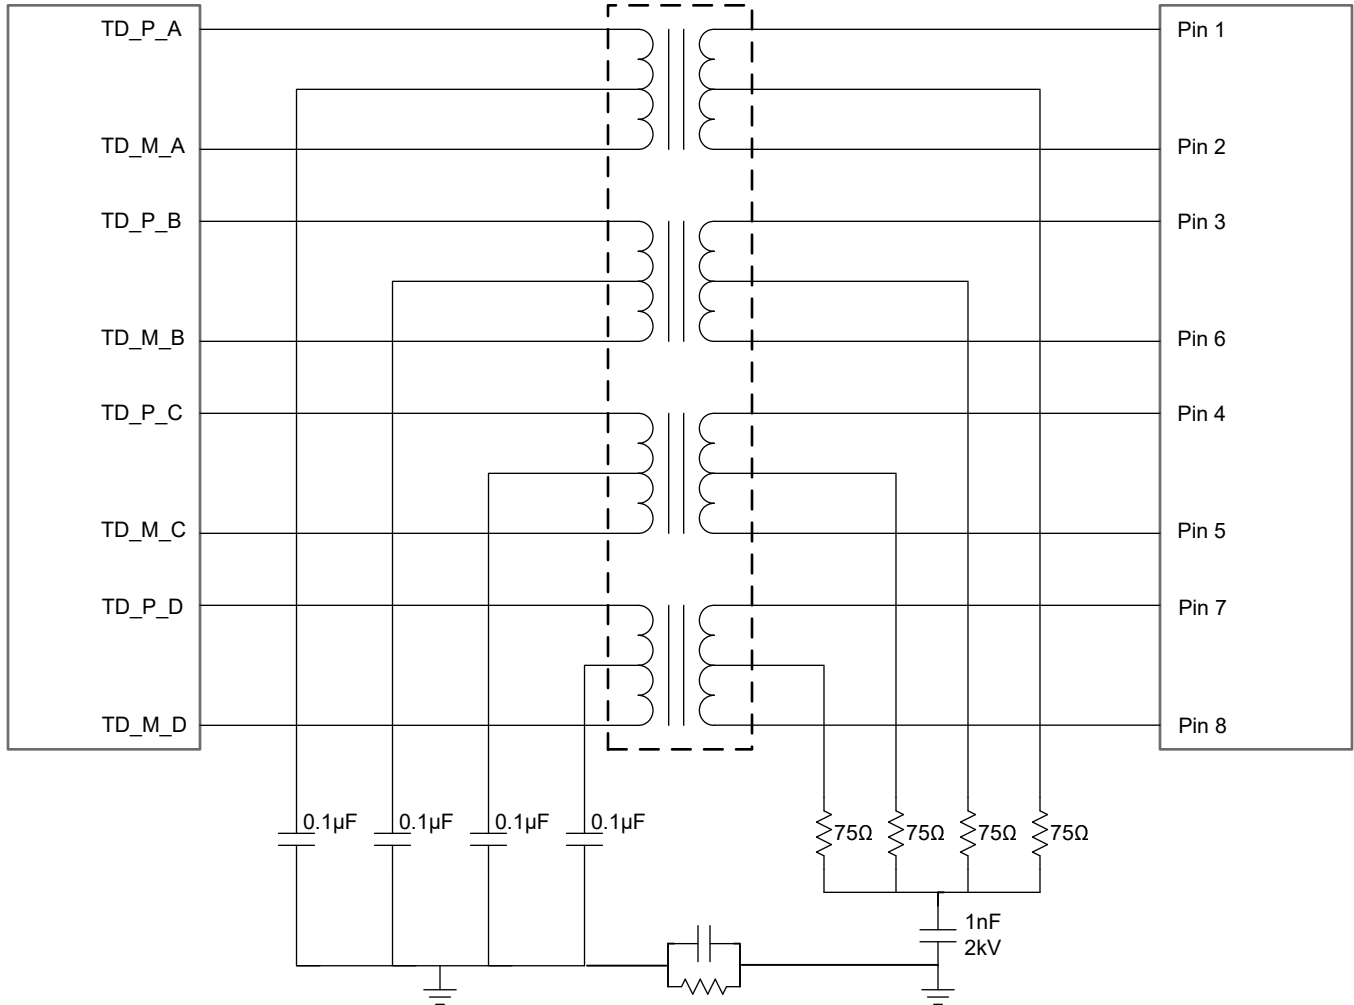 TD_P_A
Pin 1
TD_M_A
Pin 2
TD_P_B
Pin 3
TD_M_B
Pin 6
TD_P_C
Pin 4
TD_M_C
Pin 5
TD_P_D
Pin 7
TD_M_D
Pin 8
0.1µF
0.1µF
0.1µF
0.1µF
75Ω
75Ω
75Ω
75Ω
1nF
2kV